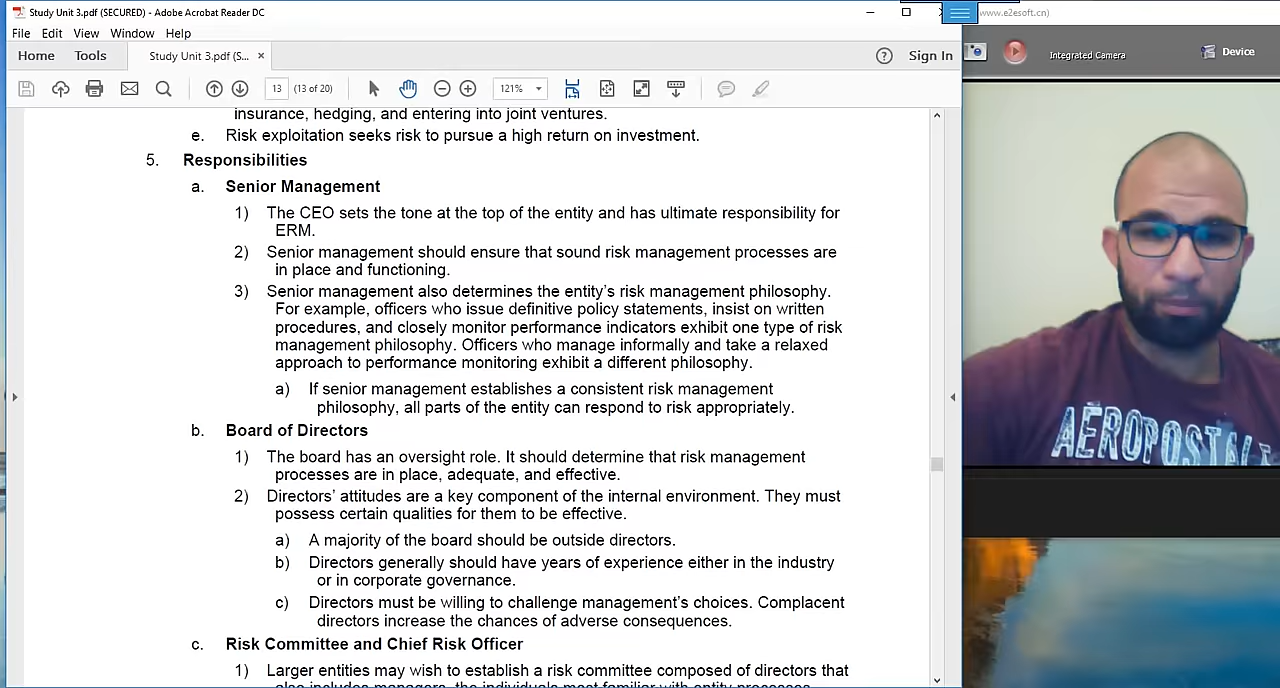 Study Unit 3.pdf (SECURED) - Adobe Acrobat Reader DC
www.e2esoft.cn)
File Edit View Window Help
Home Tools Study Unit 3.pdf (S... × Sign In
Integrated Camera Device
13 (13 of 20) 121%
insurance, hedging, and entering into joint ventures.
e. Risk exploitation seeks risk to pursue a high return on investment.
5. Responsibilities
a. Senior Management
1) The CEO sets the tone at the top of the entity and has ultimate responsibility for
ERM.
2) Senior management should ensure that sound risk management processes are
in place and functioning.
3) Senior management also determines the entity's risk management philosophy.
For example, officers who issue definitive policy statements, insist on written
procedures, and closely monitor performance indicators exhibit one type of risk
management philosophy. Officers who manage informally and take a relaxed
approach to performance monitoring exhibit a different philosophy.
a) If senior management establishes a consistent risk management
philosophy, all parts of the entity can respond to risk appropriately.
b. Board of Directors
1) The board has an oversight role. It should determine that risk management
processes are in place, adequate, and effective.
2) Directors' attitudes are a key component of the internal environment. They must
possess certain qualities for them to be effective.
a) A majority of the board should be outside directors.
b) Directors generally should have years of experience either in the industry
or in corporate governance.
c) Directors must be willing to challenge management's choices. Complacent
directors increase the chances of adverse consequences.
c. Risk Committee and Chief Risk Officer
1) Larger entities may wish to establish a risk committee composed of directors that
also includes managers, the individuals most familiar with entity processes.
AÉROPOSTALE